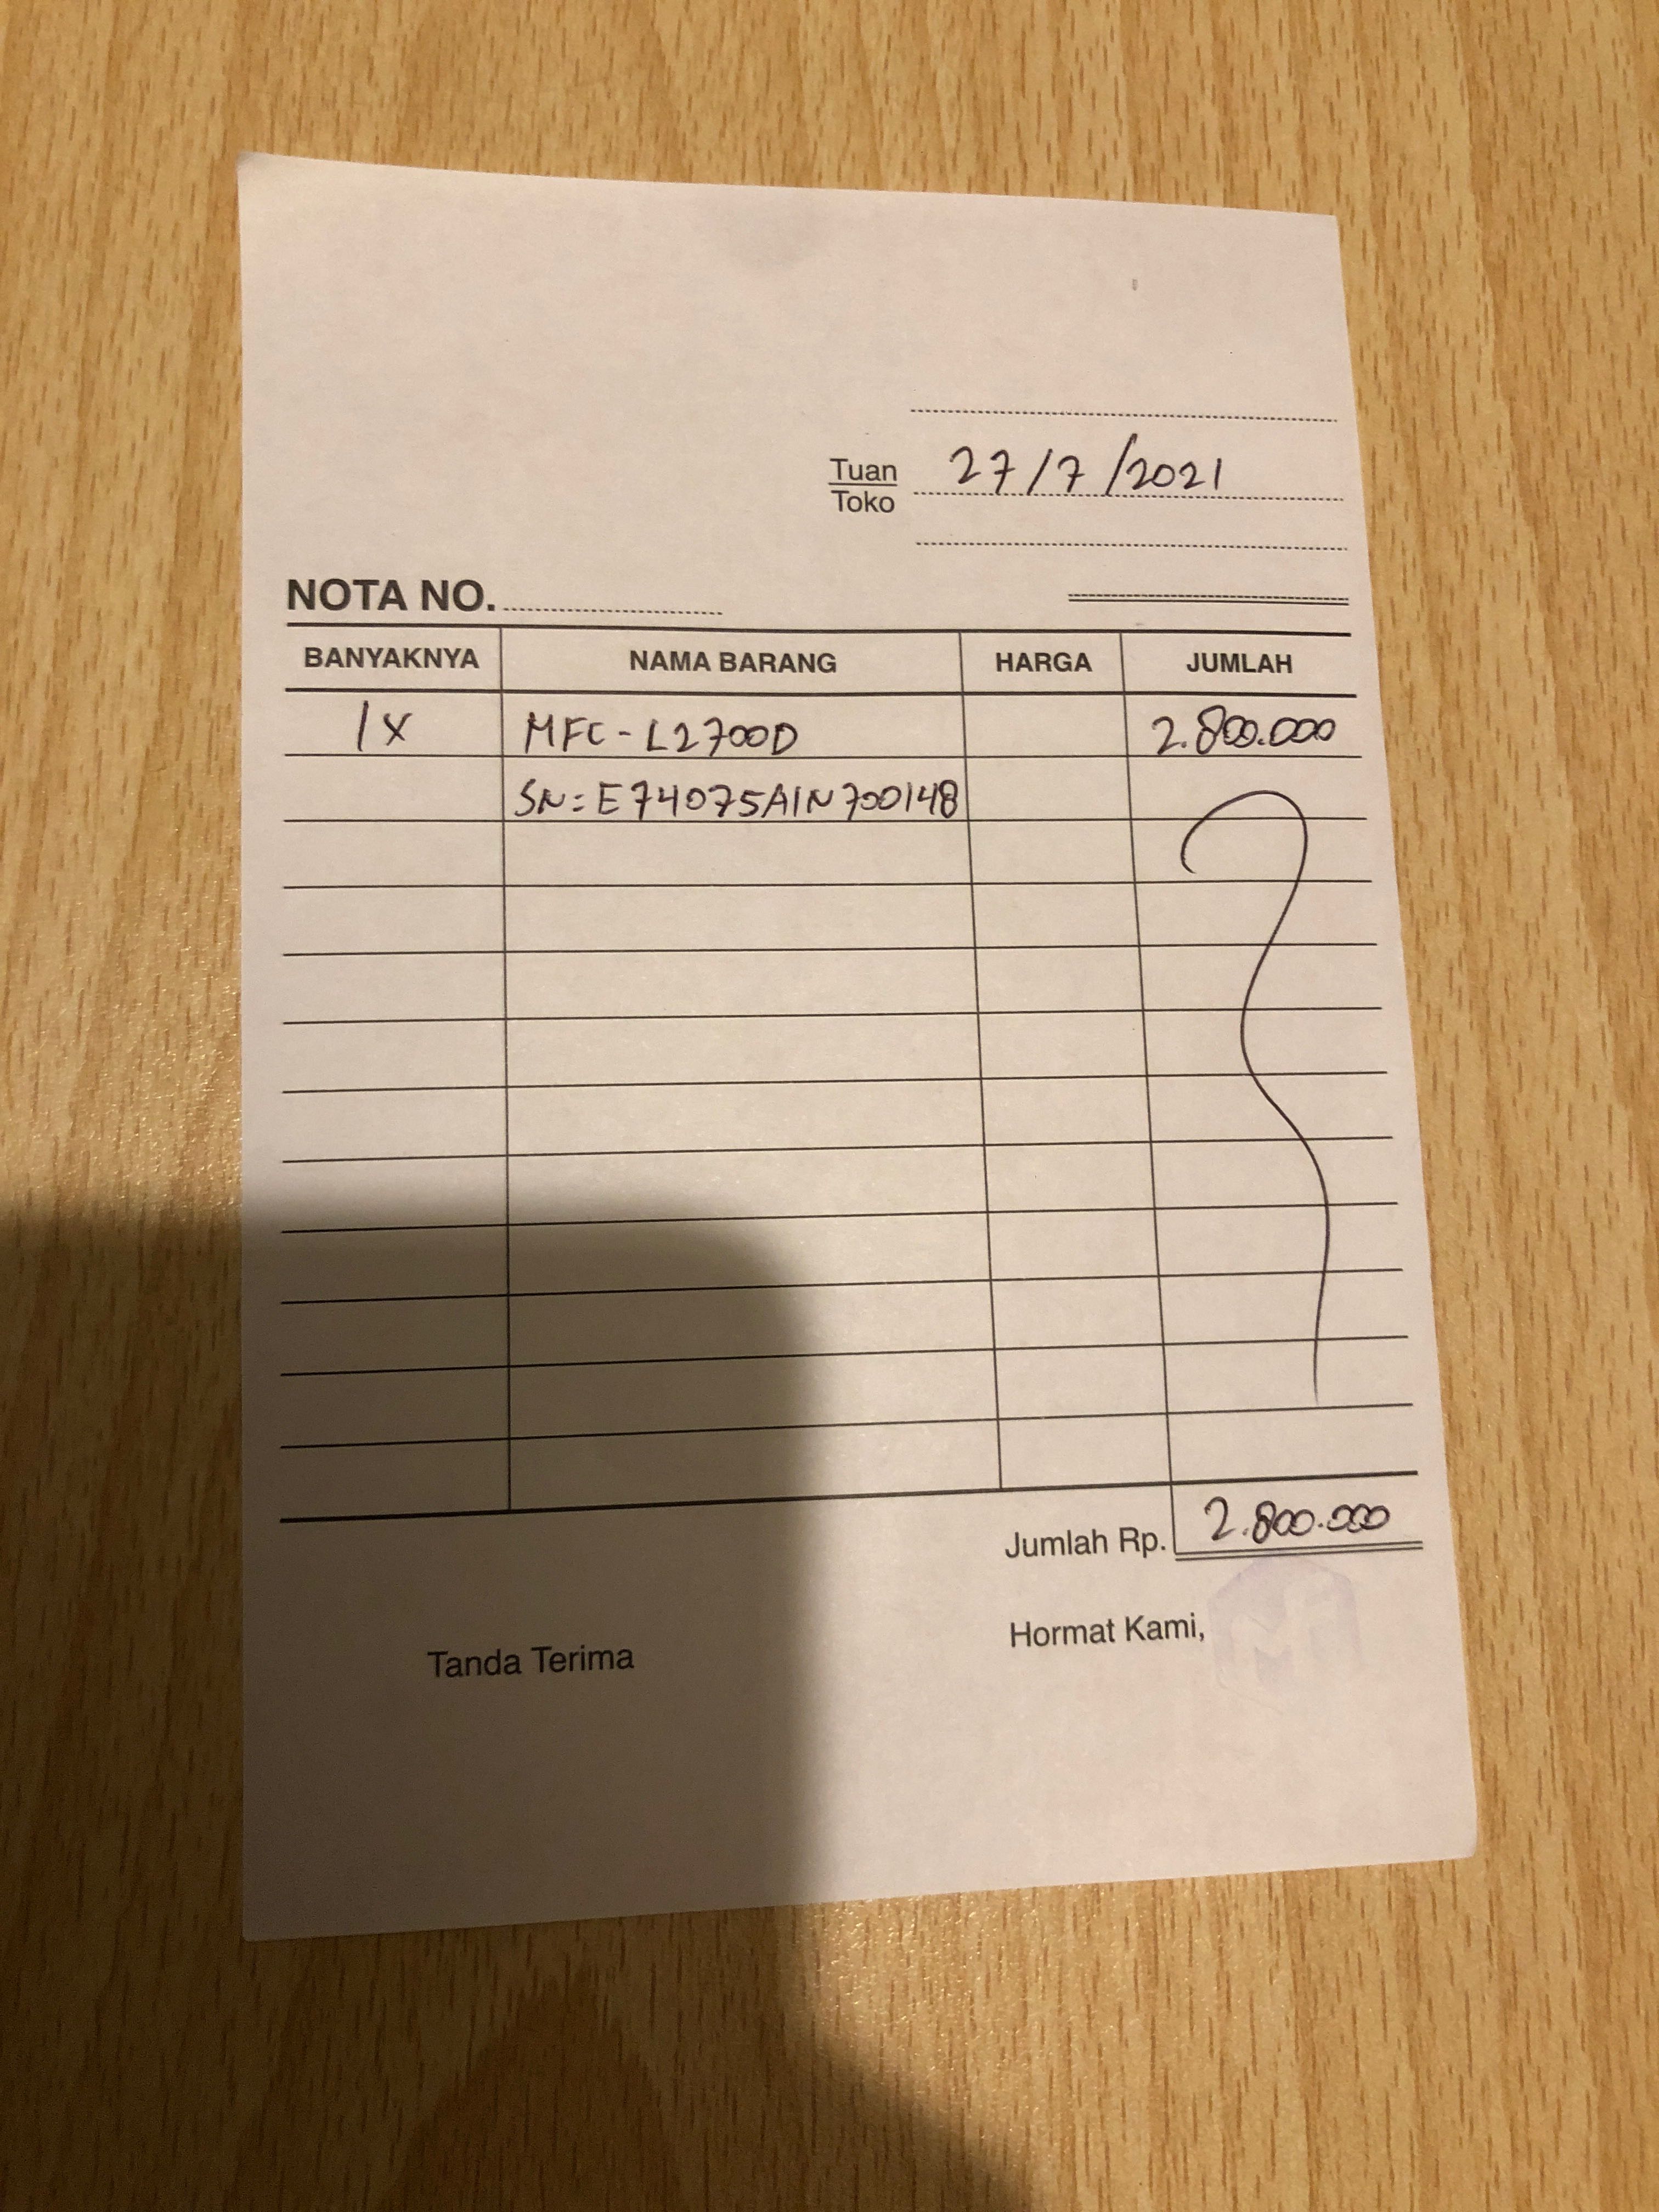 Tuan
Toko
27/7/2021
NOTA NO.
BANYAKNYA NAMA BARANG HARGA JUMLAH
1x MFC-L2700D 2.800.000
SN: E74075A1N700148
Jumlah Rp. 2.800.000
Tanda Terima Hormat Kami,